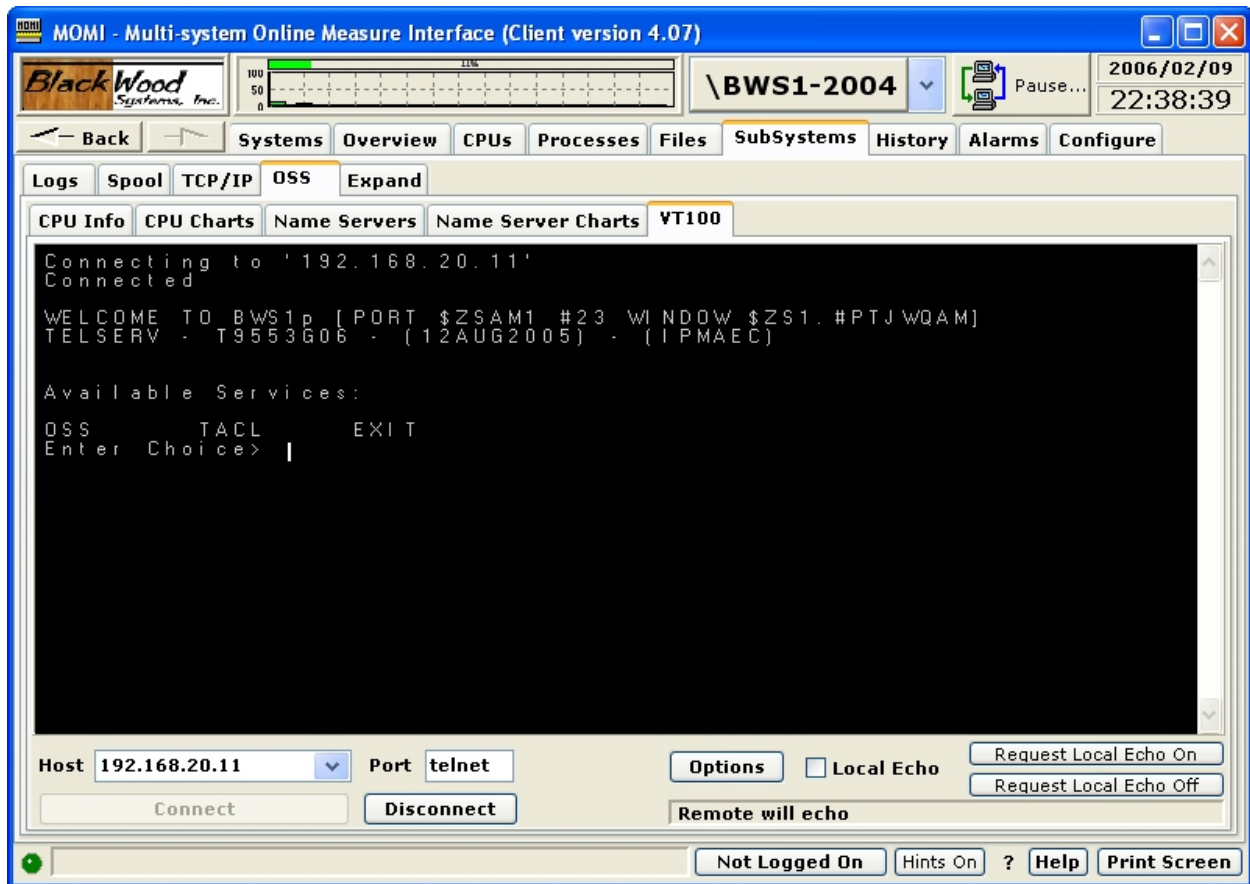 MOMI
MOMI - Multi-system Online Measure Interface (Client version 4.07)
BlackWood
Systems, Inc.
100
50
0
11%
\BWS1-2004
Pause...
2006/02/09
22:38:39
Back
Systems
Overview
CPUs
Processes
Files
SubSystems
History
Alarms
Configure
Logs
Spool
TCP/IP
OSS
Expand
CPU Info
CPU Charts
Name Servers
Name Server Charts
VT100
Connecting to '192.168.20.11'
Connected
WELCOME TO BWS1p [PORT $ZSAM1 #23 WINDOW $ZS1.#PTJWQAM]
TELSERV - T9553G06 - (12AUG2005) - (IPMAEC)
Available Services:
OSS TACL EXIT
Enter Choice>
Host 192.168.20.11
Port telnet
Options
Local Echo
Request Local Echo On
Request Local Echo Off
Connect
Disconnect
Remote will echo
Not Logged On
Hints On
?
Help
Print Screen